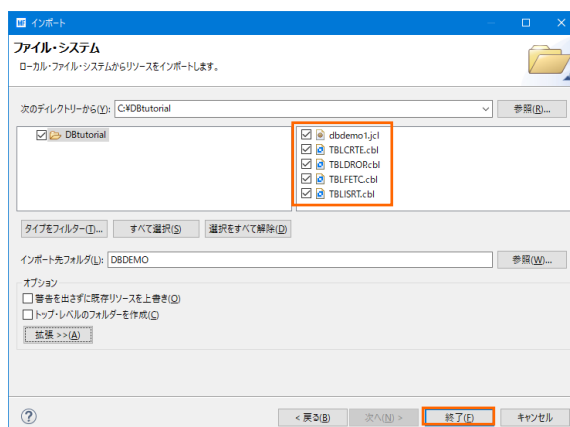 MF インポート
ファイル・システム
ローカル・ファイル・システムからリソースをインポートします。
次のディレクトリーから(Y): C:¥DBtutorial 参照(R)...
DBtutorial
dbdemo1.jcl
TBLCRTE.cbl
TBLDROP.cbl
TBLFETC.cbl
TBLISRT.cbl
タイプをフィルター(T)... すべて選択(S) 選択をすべて解除(D)
インポート先フォルダ(L): DBDEMO 参照(W)...
オプション
警告を出さずに既存リソースを上書き(O)
トップ・レベルのフォルダーを作成(C)
拡張 >>(A)
? < 戻る(B) 次へ(N) > 終了(F) キャンセル